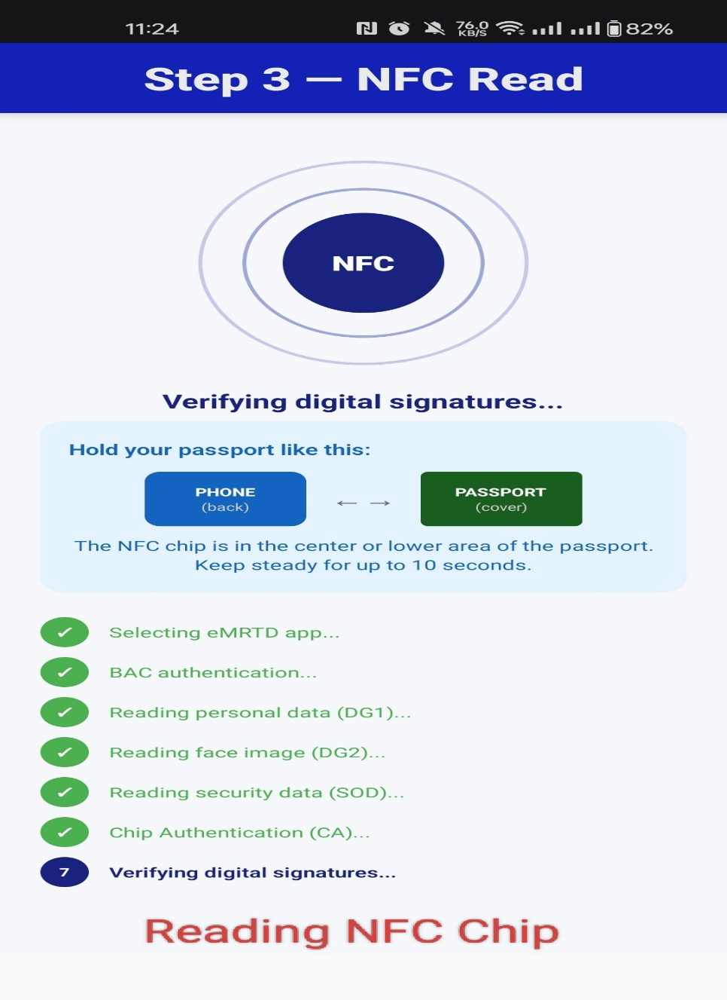 11:24
76.0
KB/S
82%
Step 3 — NFC Read
NFC
Verifying digital signatures...
Hold your passport like this:
PHONE
(back)
← →
PASSPORT
(cover)
The NFC chip is in the center or lower area of the passport.
Keep steady for up to 10 seconds.
✓ Selecting eMRTD app...
✓ BAC authentication...
✓ Reading personal data (DG1)...
✓ Reading face image (DG2)...
✓ Reading security data (SOD)...
✓ Chip Authentication (CA)...
7 Verifying digital signatures...
Reading NFC Chip